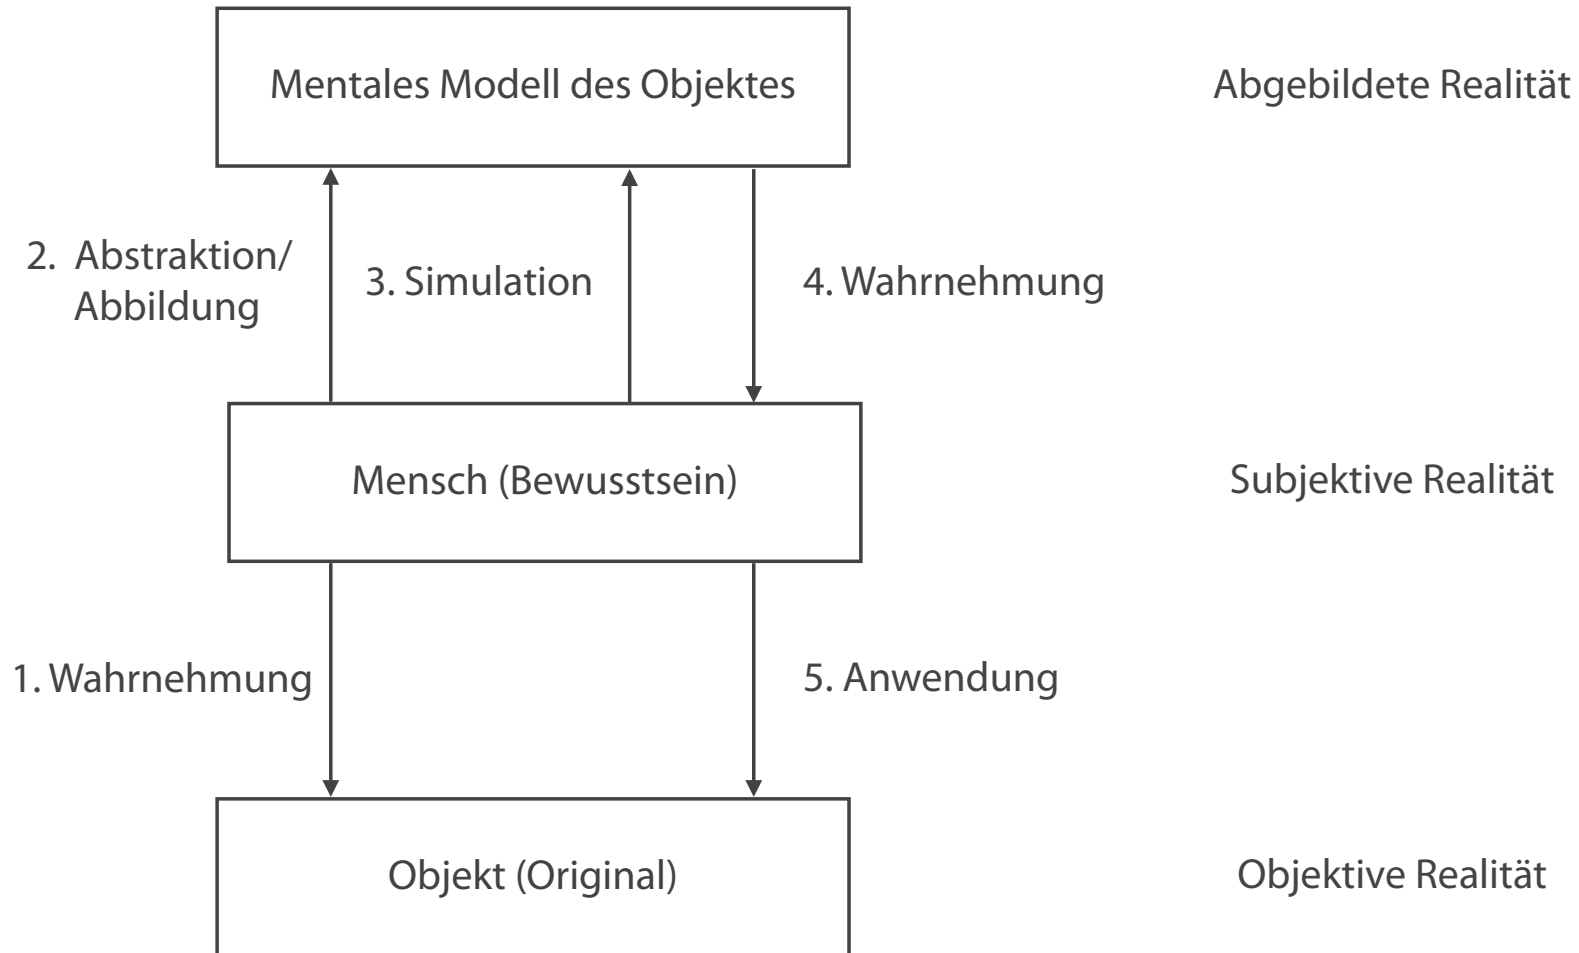 Mentales Modell des Objektes
Abgebildete Realität
2. Abstraktion/
Abbildung
3. Simulation
4. Wahrnehmung
Mensch (Bewusstsein)
Subjektive Realität
1. Wahrnehmung
5. Anwendung
Objekt (Original)
Objektive Realität